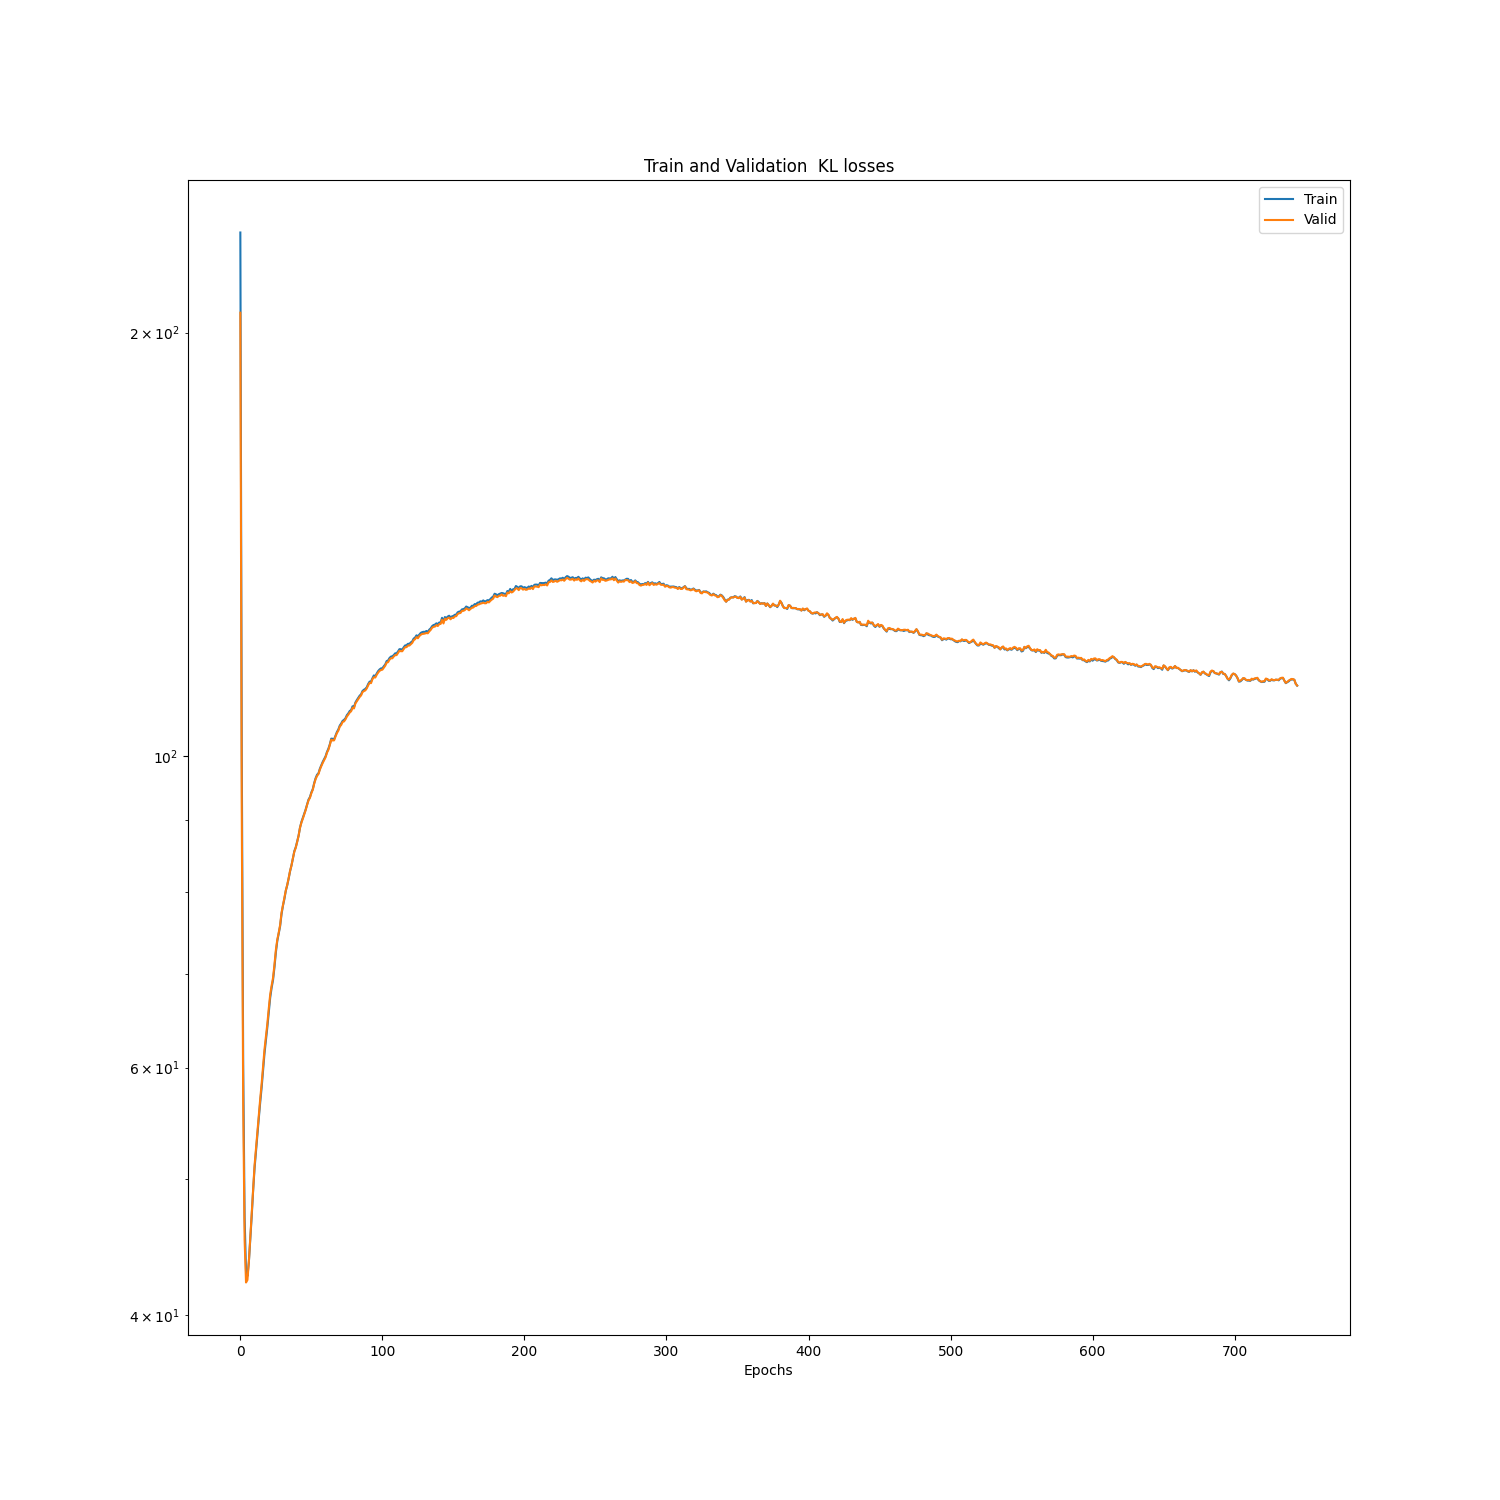 Train and Validation  KL losses
Train
Valid
2 × 10²
10²
6 × 10¹
4 × 10¹
0 100 200 300 400 500 600 700
Epochs